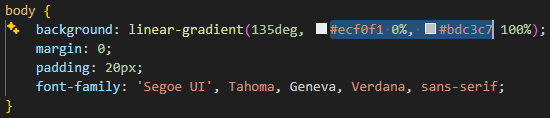 body {
background: linear-gradient(135deg, #ecf0f1 0%, #bdc3c7 100%);
margin: 0;
padding: 20px;
font-family: 'Segoe UI', Tahoma, Geneva, Verdana, sans-serif;
}